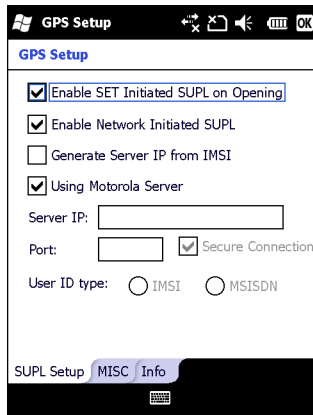 GPS Setup
OK
GPS Setup
Enable SET Initiated SUPL on Opening
Enable Network Initiated SUPL
Generate Server IP from IMSI
Using Motorola Server
Server IP:
Port:
Secure Connection
User ID type:
IMSI
MSISDN
SUPL Setup MISC Info